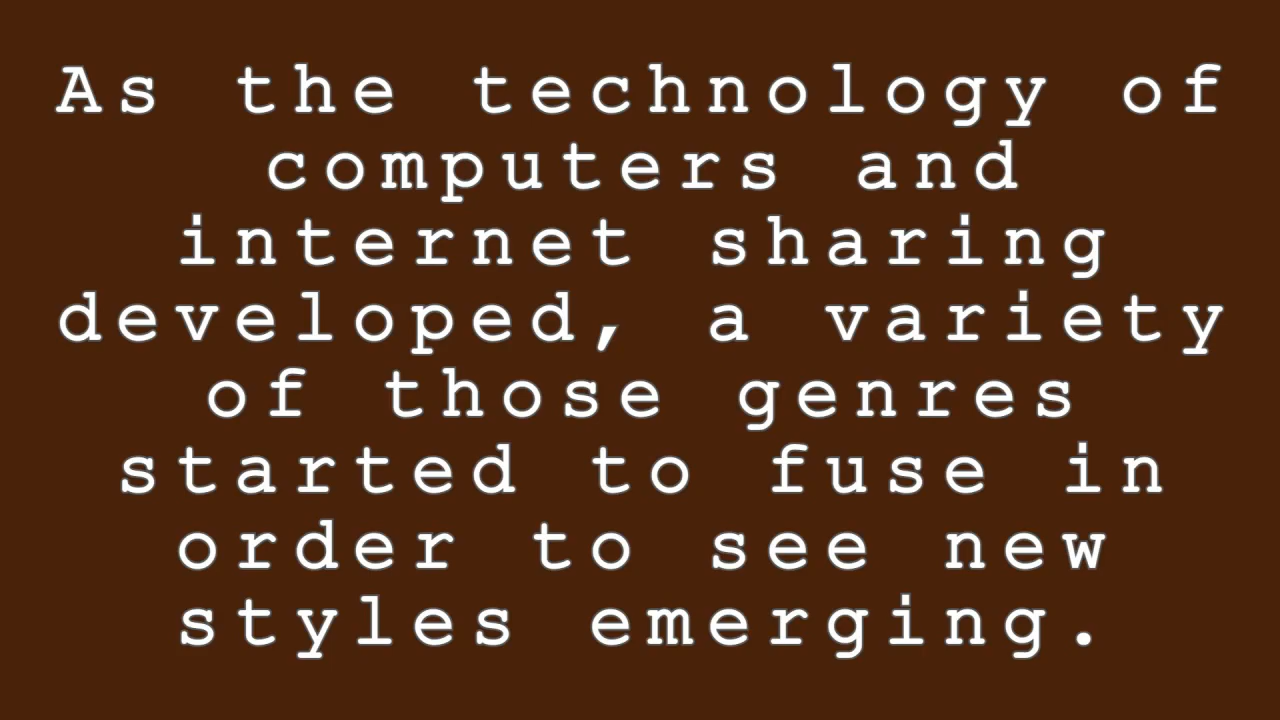 As the technology of
computers and
internet sharing
developed, a variety
of those genres
started to fuse in
order to see new
styles emerging.